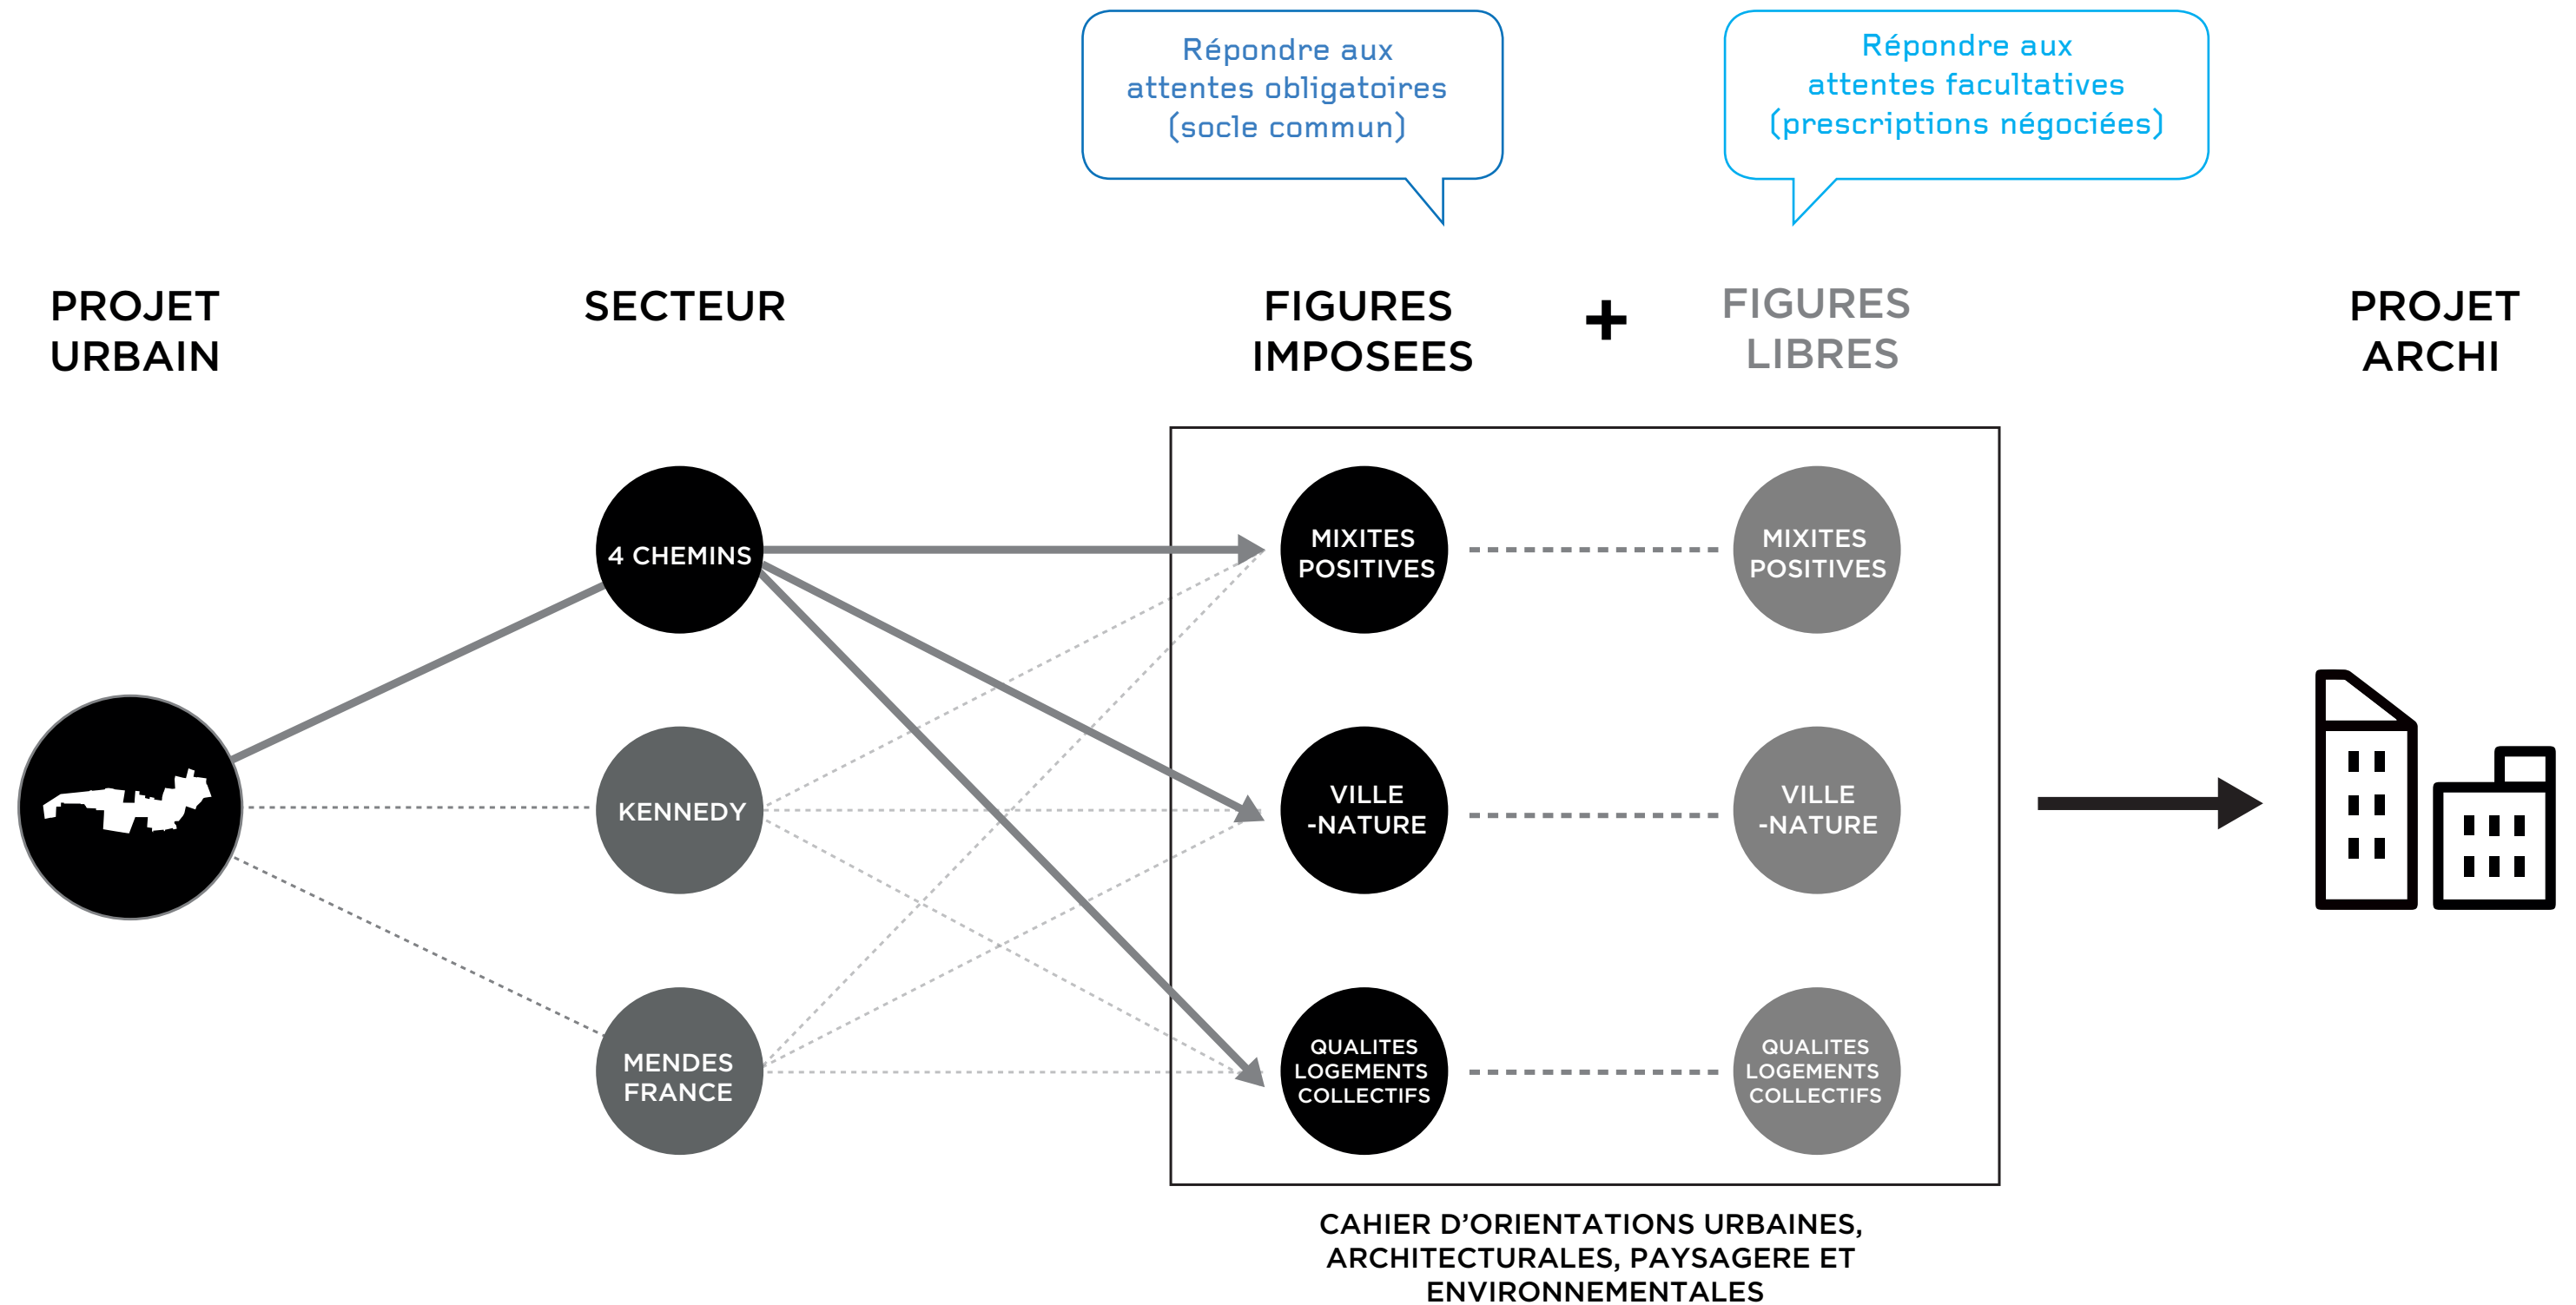 Répondre aux
attentes obligatoires
(socle commun)
Répondre aux
attentes facultatives
(prescriptions négociées)
PROJET
URBAIN
SECTEUR
FIGURES
IMPOSEES
+
FIGURES
LIBRES
PROJET
ARCHI
4 CHEMINS
MIXITES
POSITIVES
MIXITES
POSITIVES
KENNEDY
VILLE
-NATURE
VILLE
-NATURE
MENDES
FRANCE
QUALITES
LOGEMENTS
COLLECTIFS
QUALITES
LOGEMENTS
COLLECTIFS
CAHIER D’ORIENTATIONS URBAINES,
ARCHITECTURALES, PAYSAGERE ET
ENVIRONNEMENTALES